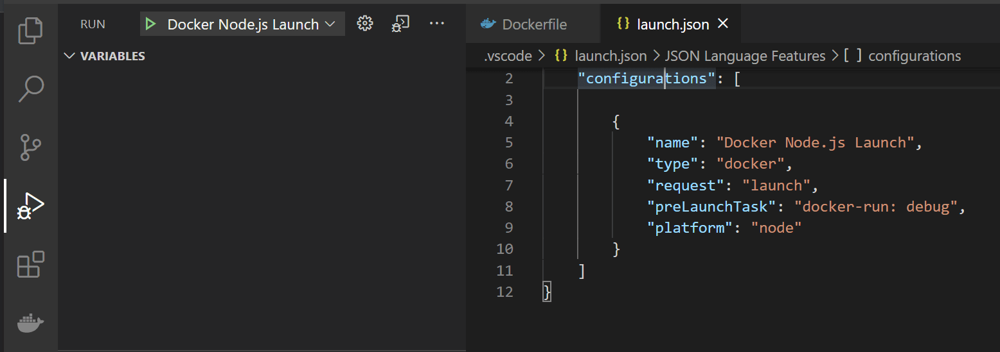 RUN
Docker Node.js Launch
VARIABLES
Dockerfile
{} launch.json ×
.vscode > {} launch.json > JSON Language Features > [ ] configurations
2 "configurations": [
3
4 {
5 "name": "Docker Node.js Launch",
6 "type": "docker",
7 "request": "launch",
8 "preLaunchTask": "docker-run: debug",
9 "platform": "node"
10 }
11 ]
12 }